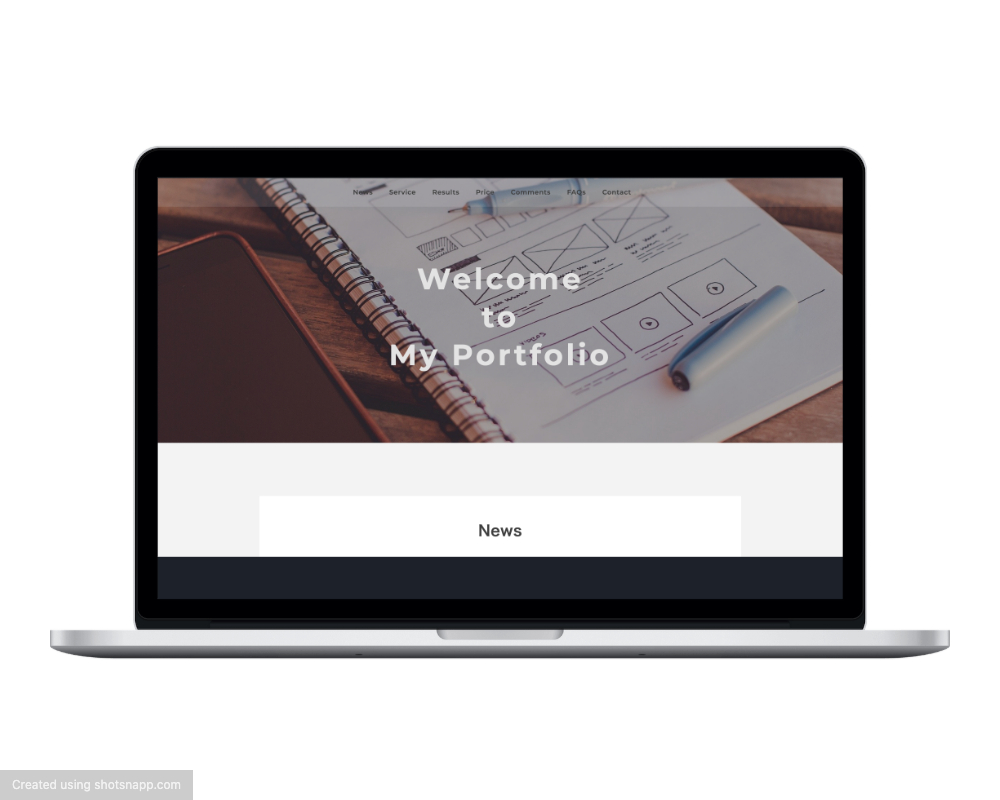 News Service Results Price Comments FAQs Contact
Welcome
to
My Portfolio
News
Created using shotsnapp.com